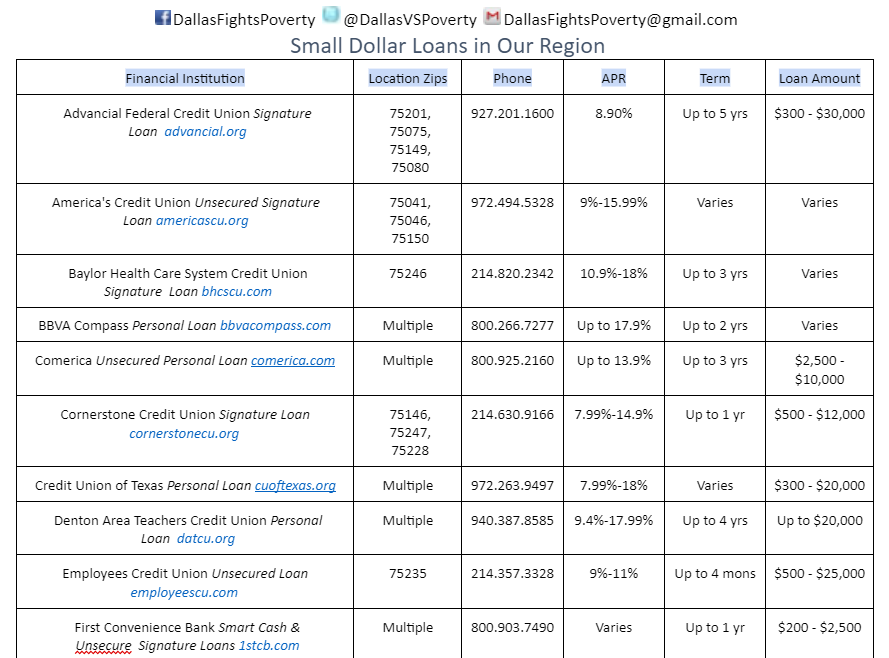 DallasFightsPoverty @DallasVSPoverty DallasFightsPoverty@gmail.com
Small Dollar Loans in Our Region
Financial Institution Location Zips Phone APR Term Loan Amount
Advancial Federal Credit Union Signature Loan advancial.org 75201, 75075, 75149, 75080 927.201.1600 8.90% Up to 5 yrs $300 - $30,000
America's Credit Union Unsecured Signature Loan americascu.org 75041, 75046, 75150 972.494.5328 9%-15.99% Varies Varies
Baylor Health Care System Credit Union Signature Loan bhcscu.com 75246 214.820.2342 10.9%-18% Up to 3 yrs Varies
BBVA Compass Personal Loan bbvacompass.com Multiple 800.266.7277 Up to 17.9% Up to 2 yrs Varies
Comerica Unsecured Personal Loan comerica.com Multiple 800.925.2160 Up to 13.9% Up to 3 yrs $2,500 - $10,000
Cornerstone Credit Union Signature Loan cornerstonecu.org 75146, 75247, 75228 214.630.9166 7.99%-14.9% Up to 1 yr $500 - $12,000
Credit Union of Texas Personal Loan cuoftexas.org Multiple 972.263.9497 7.99%-18% Varies $300 - $20,000
Denton Area Teachers Credit Union Personal Loan datcu.org Multiple 940.387.8585 9.4%-17.99% Up to 4 yrs Up to $20,000
Employees Credit Union Unsecured Loan employeescu.com 75235 214.357.3328 9%-11% Up to 4 mons $500 - $25,000
First Convenience Bank Smart Cash & Unsecure Signature Loans 1stcb.com Multiple 800.903.7490 Varies Up to 1 yr $200 - $2,500